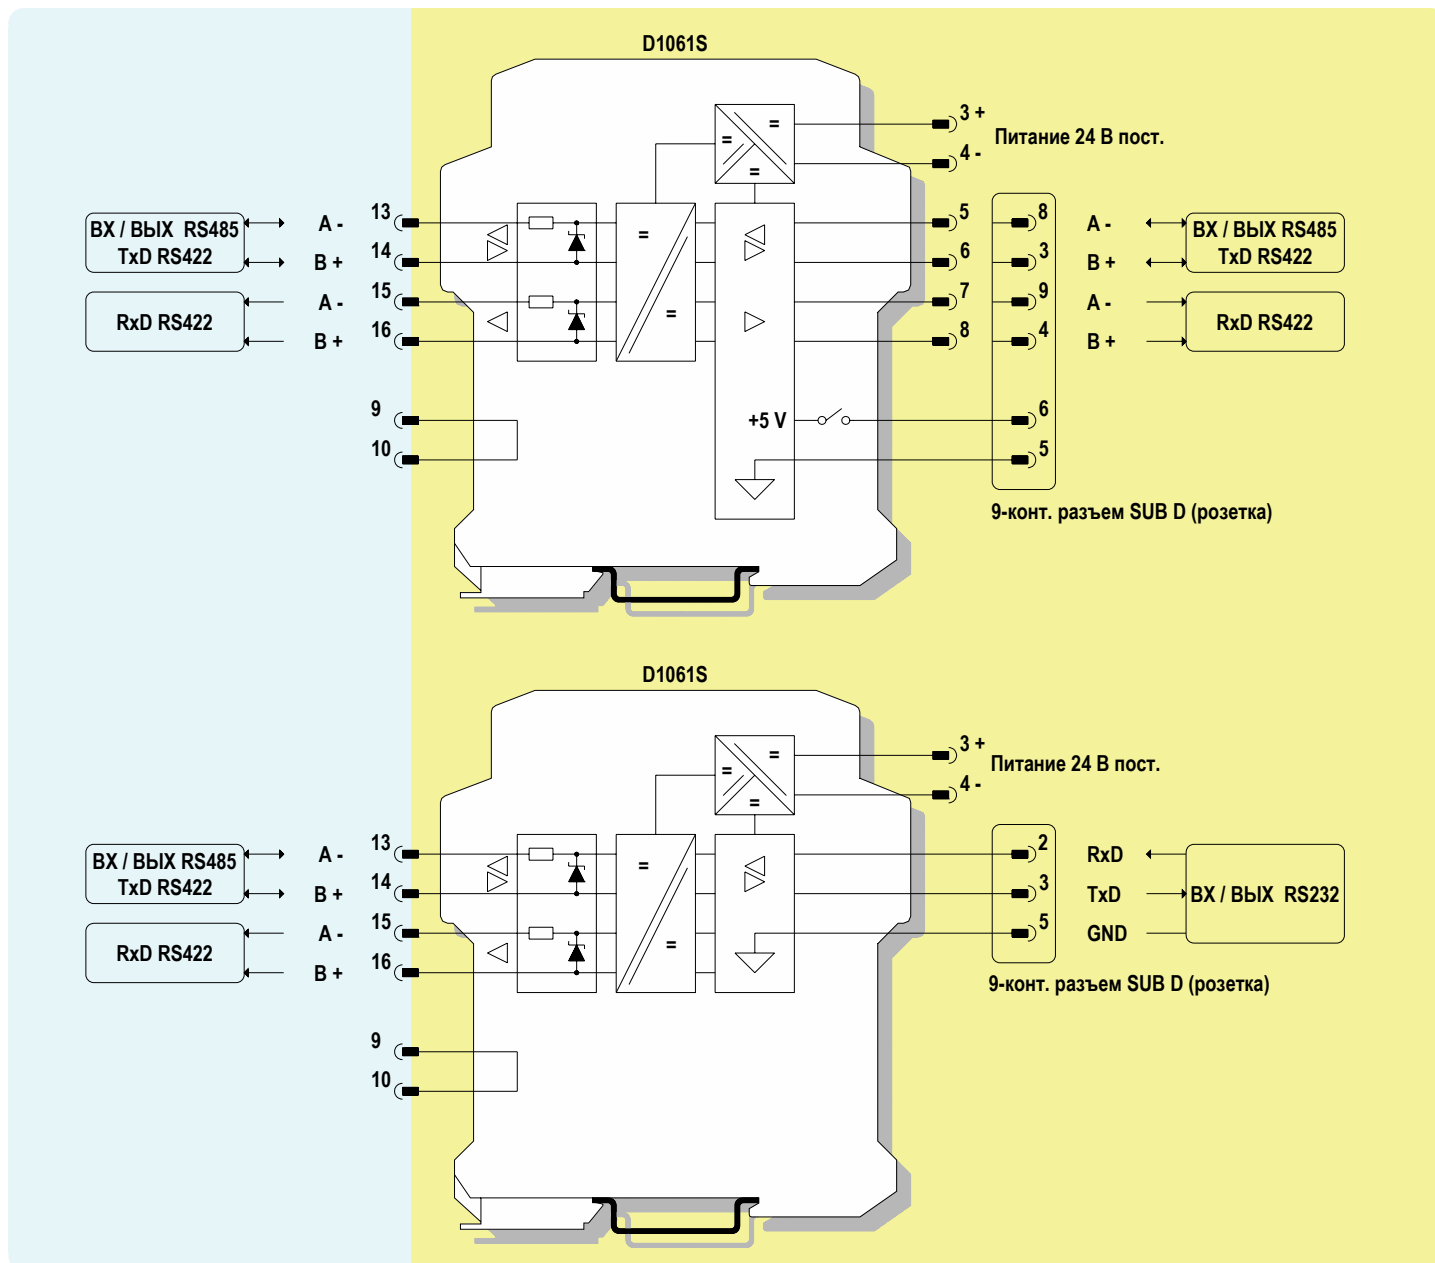 D1061S
3 +
Питание 24 В пост.
4 -
=
=
=
ВХ / ВЫХ RS485
TxD RS422
A -
13
B +
14
RxD RS422
A -
15
B +
16
=
=
5
8
A -
ВХ / ВЫХ RS485
TxD RS422
6
3
B +
7
9
A -
RxD RS422
8
4
B +
9
10
+5 V
6
5
9-конт. разъем SUB D (розетка)
D1061S
3 +
Питание 24 В пост.
4 -
=
=
=
ВХ / ВЫХ RS485
TxD RS422
A -
13
B +
14
RxD RS422
A -
15
B +
16
=
=
2
RxD
3
TxD
ВХ / ВЫХ RS232
5
GND
9-конт. разъем SUB D (розетка)
9
10